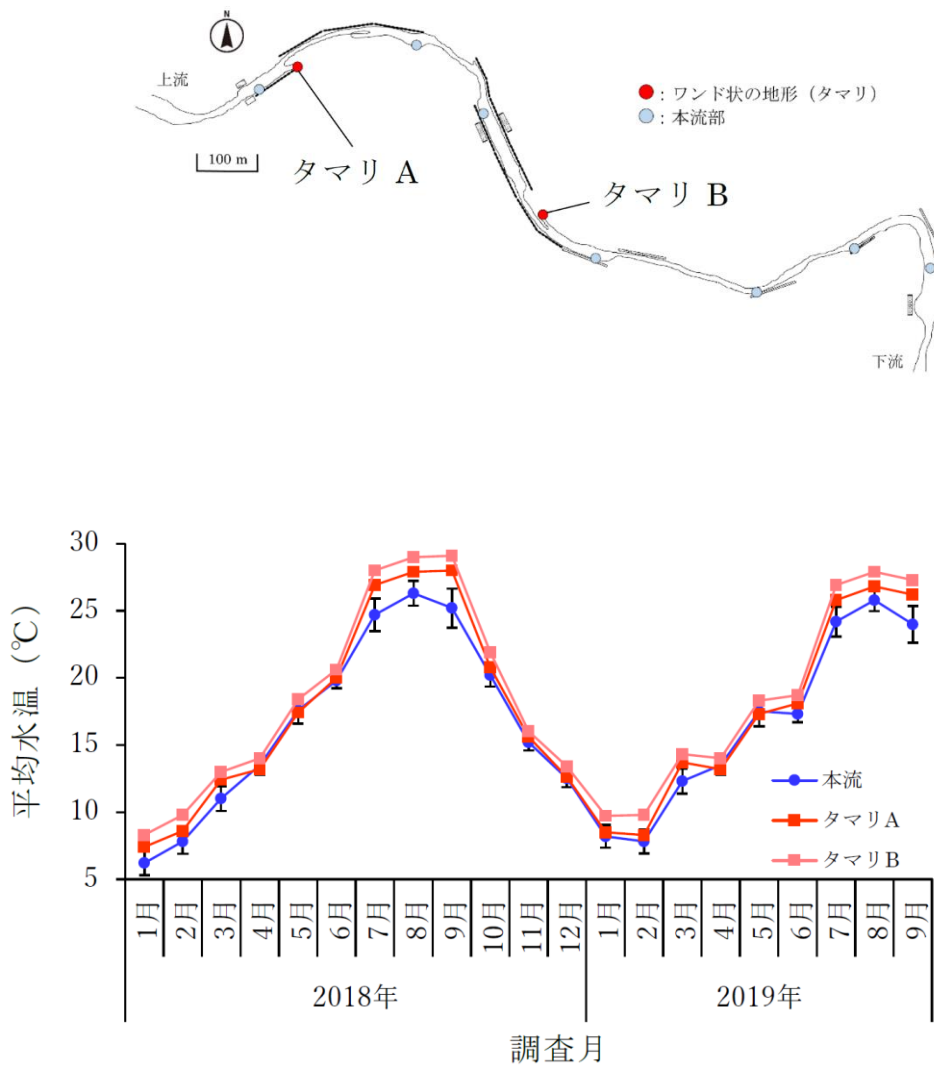 N
上流
●: ワンド状の地形（タマリ）
●: 本流部
100 m
タマリ A
タマリ B
下流
平均水温（℃）
30
25
20
15
10
5
本流
タマリA
タマリB
1月 2月 3月 4月 5月 6月 7月 8月 9月 10月 11月 12月 1月 2月 3月 4月 5月 6月 7月 8月 9月
2018年 2019年
調査月